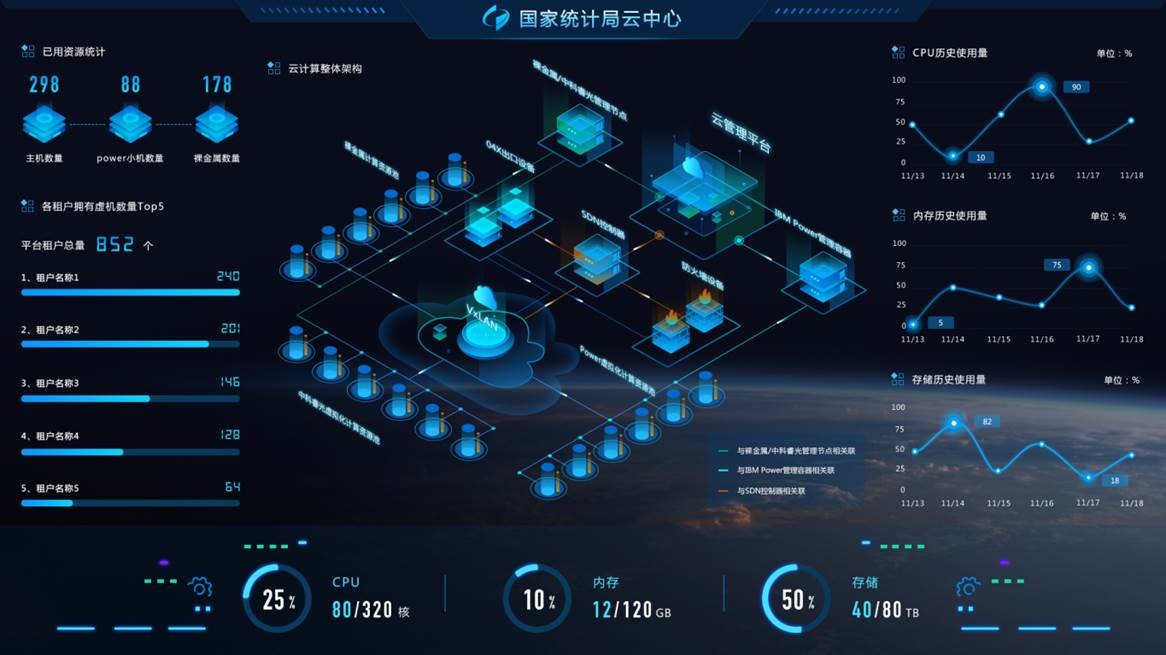 国家统计局云中心
已用资源统计
298
88
178
主机数量
power小机数量
裸金属数量
各租户拥有虚机数量Top5
平台租户总量 852 个
1、租户名称1 240
2、租户名称2 201
3、租户名称3 146
4、租户名称4 128
5、租户名称5 64
云计算整体架构
裸金属/中科睿光管理节点
云管理平台
04X出口设备
裸金属计算资源池
SDN控制器
IBM Power管理容器
防火墙设备
VxLAN
Power虚拟化计算资源池
中科睿光虚拟化计算资源池
与裸金属/中科睿光管理节点相关联
与IBM Power管理容器相关联
与SDN控制器相关联
CPU历史使用量 单位：%
100
75
50
25
0
90
10
11/13 11/14 11/15 11/16 11/17 11/18
内存历史使用量 单位：%
100
75
50
25
0
75
5
11/13 11/14 11/15 11/16 11/17 11/18
存储历史使用量 单位：%
100
75
50
25
0
82
18
11/13 11/14 11/15 11/16 11/17 11/18
25%
CPU
80/320 核
10%
内存
12/120GB
50%
存储
40/80TB